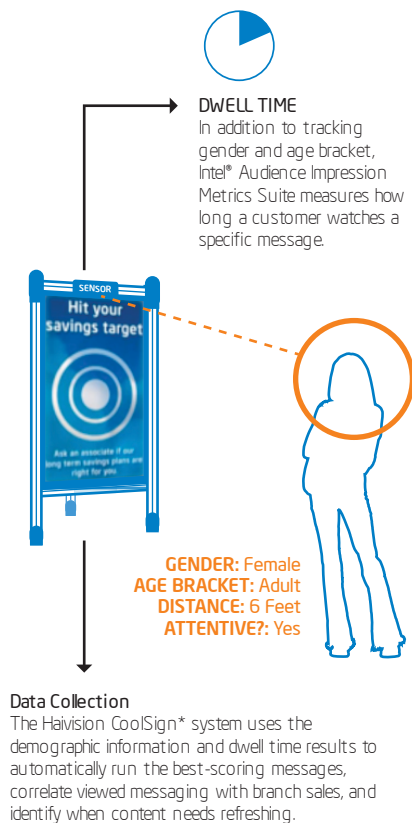 DWELL TIME
In addition to tracking
gender and age bracket,
Intel® Audience Impression
Metrics Suite measures how
long a customer watches a
specific message.
SENSOR
Hit your
savings target
Ask an associate if our
long term savings plans are
right for you
GENDER: Female
AGE BRACKET: Adult
DISTANCE: 6 Feet
ATTENTIVE?: Yes
Data Collection
The Haivision CoolSign* system uses the
demographic information and dwell time results to
automatically run the best-scoring messages,
correlate viewed messaging with branch sales, and
identify when content needs refreshing.